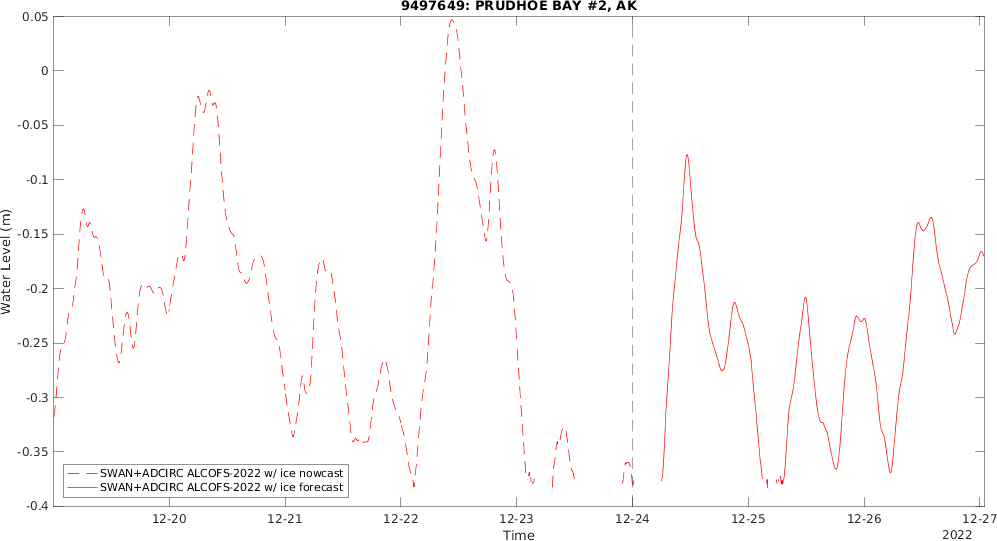 9497649: PRUDHOE BAY #2, AK
0.05
0
-0.05
-0.1
-0.15
-0.2
-0.25
-0.3
-0.35
-0.4
Water Level (m)
SWAN+ADCIRC ALCOFS-2022 w/ ice nowcast
SWAN+ADCIRC ALCOFS-2022 w/ ice forecast
12-20 12-21 12-22 12-23 12-24 12-25 12-26 12-27
Time
2022